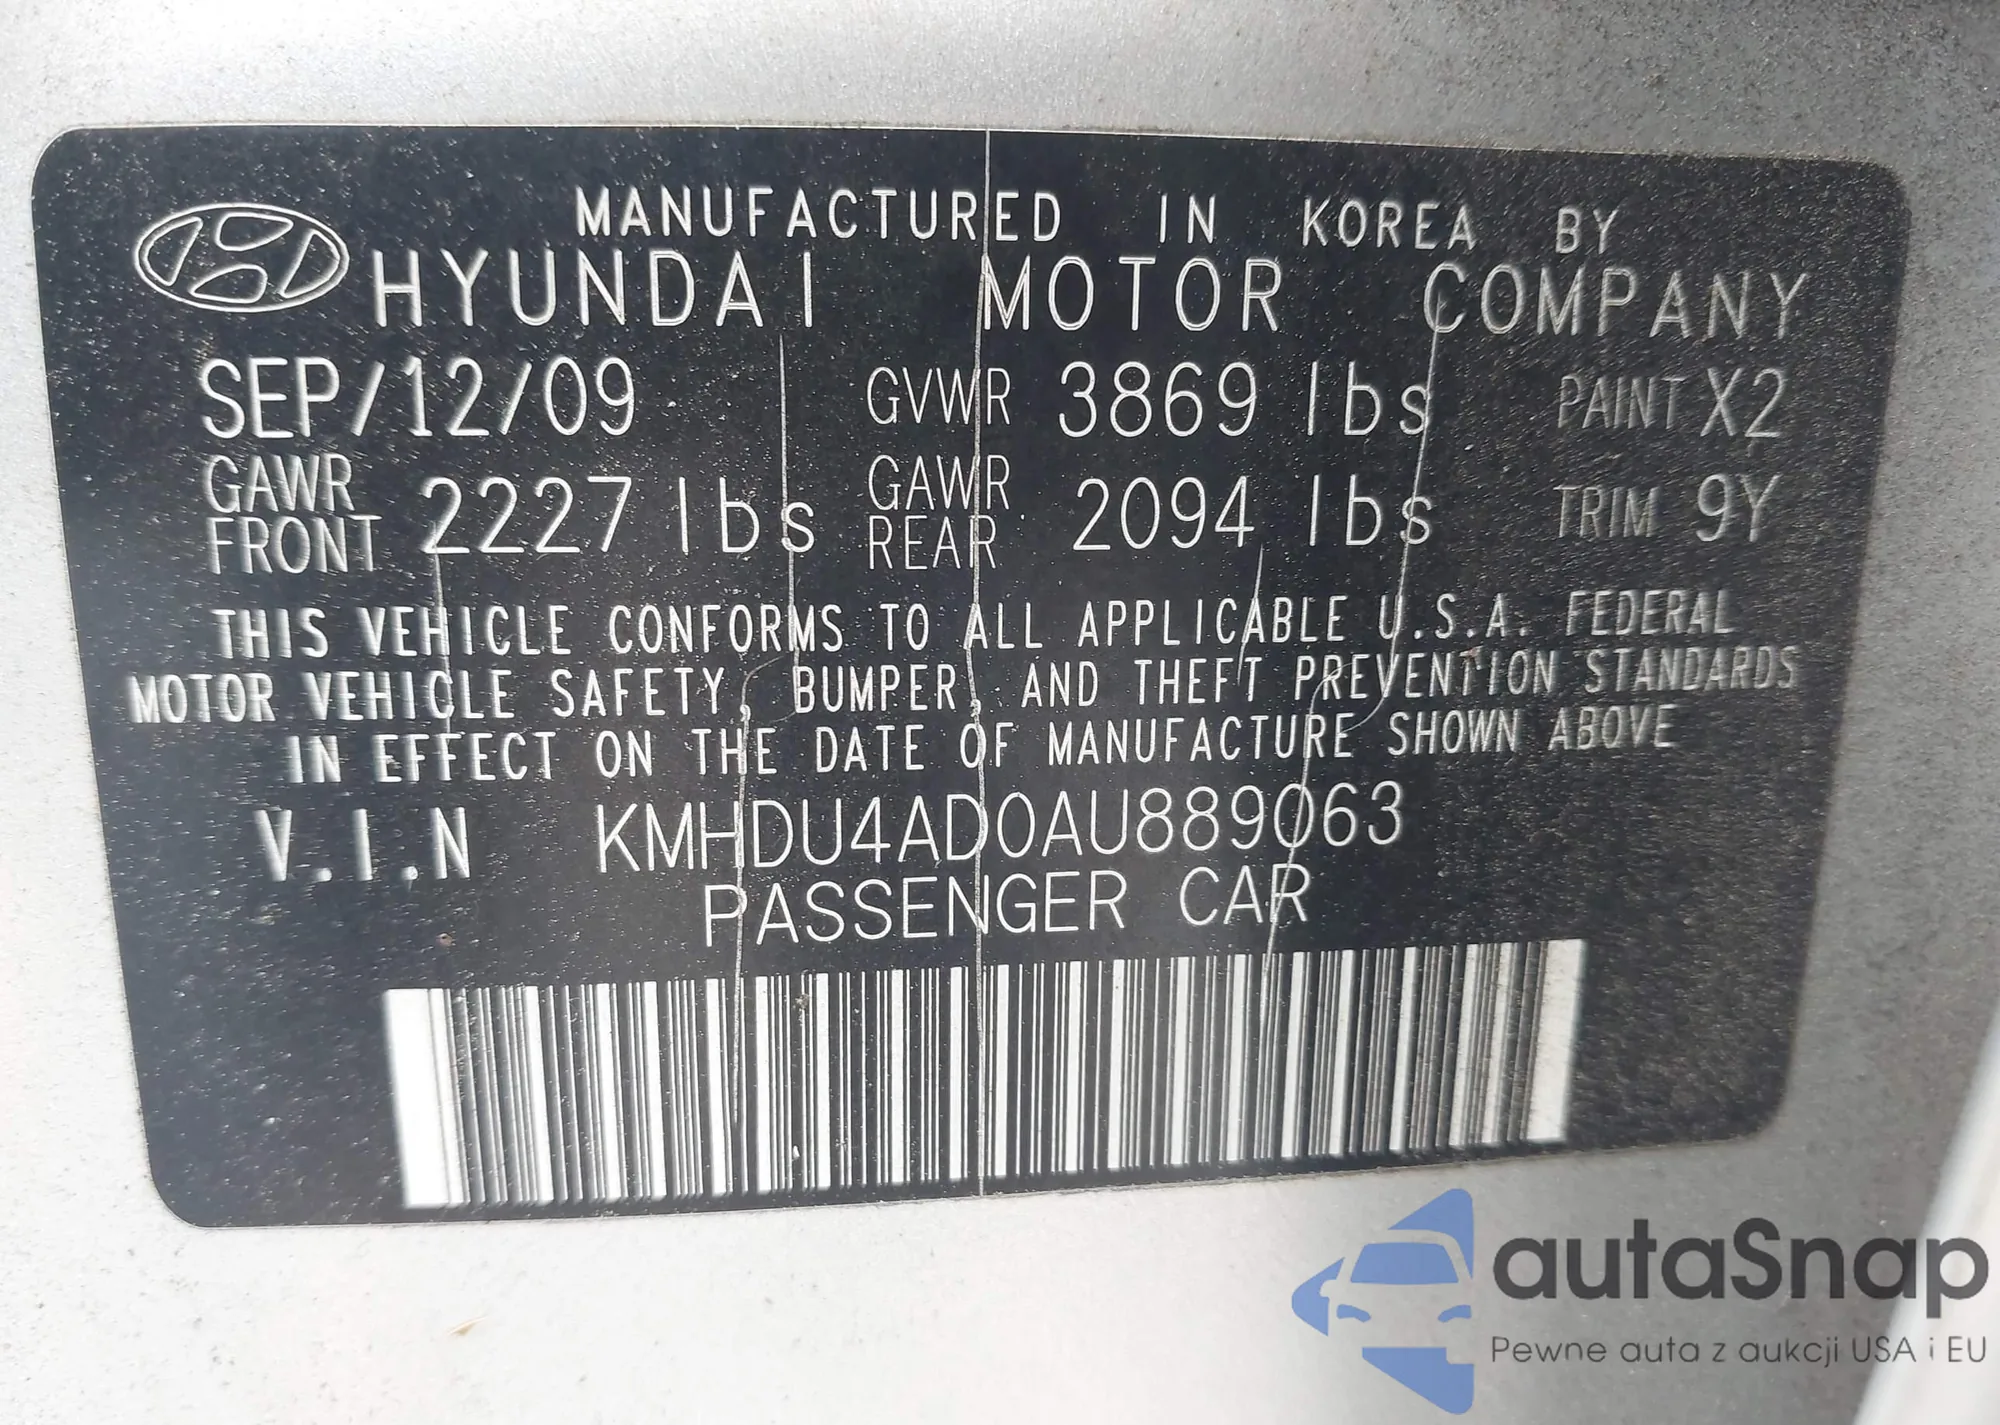 MANUFACTURED IN KOREA BY
HYUNDAI MOTOR COMPANY
SEP/12/09 GVWR 3869 lbs PAINT X2
GAWR FRONT 2227 lbs GAWR REAR 2094 lbs TRIM 9Y
THIS VEHICLE CONFORMS TO ALL APPLICABLE U.S.A. FEDERAL
MOTOR VEHICLE SAFETY, BUMPER, AND THEFT PREVENTION STANDARDS
IN EFFECT ON THE DATE OF MANUFACTURE SHOWN ABOVE
V.I.N KMHDU4AD0AU889063
PASSENGER CAR
autaSnap
Pewne auta z aukcji USA i EU